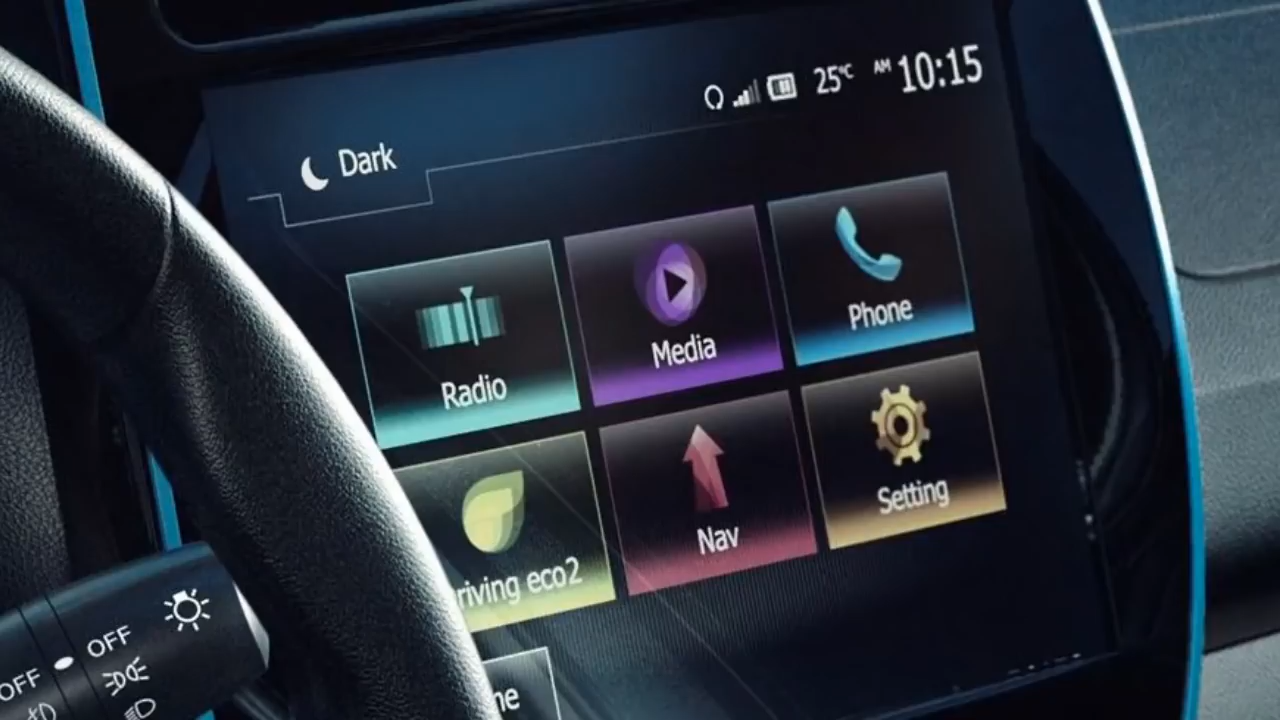 25°C AM 10:15
Dark
Radio
Media
Phone
riving eco2
Nav
Setting
OFF
OFF